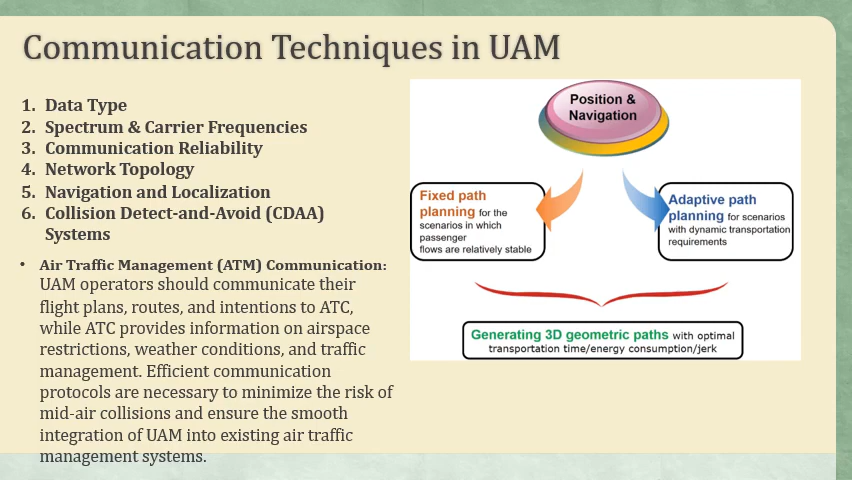 Communication Techniques in UAM
1. Data Type
2. Spectrum & Carrier Frequencies
3. Communication Reliability
4. Network Topology
5. Navigation and Localization
6. Collision Detect-and-Avoid (CDAA)
Systems
• Air Traffic Management (ATM) Communication:
UAM operators should communicate their
flight plans, routes, and intentions to ATC,
while ATC provides information on airspace
restrictions, weather conditions, and traffic
management. Efficient communication
protocols are necessary to minimize the risk of
mid-air collisions and ensure the smooth
integration of UAM into existing air traffic
management systems.
Position &
Navigation
Fixed path
planning for the
scenarios in which
passenger
flows are relatively stable
Adaptive path
planning for scenarios
with dynamic transportation
requirements
Generating 3D geometric paths with optimal
transportation time/energy consumption/jerk